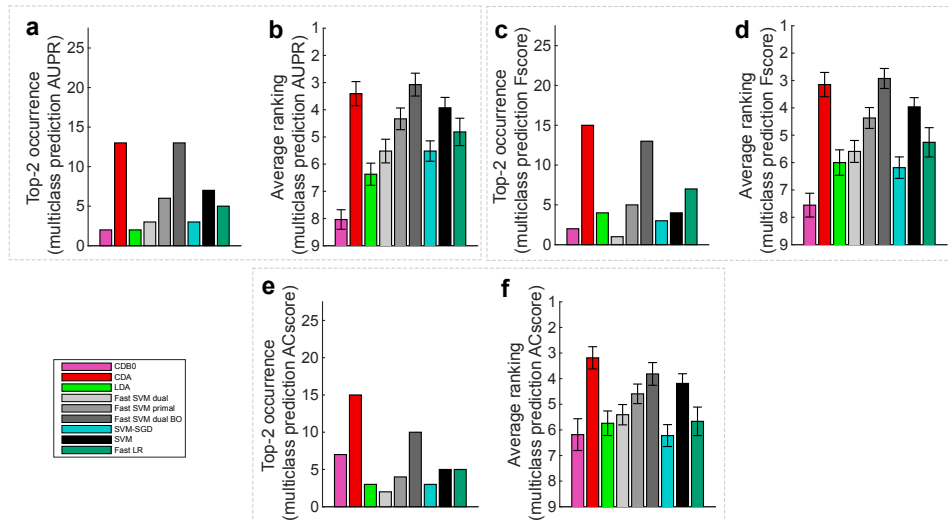 a
Top-2 occurrence
(multiclass prediction AUPR)
25
20
15
10
5
0
b
Average ranking
(multiclass prediction AUPR)
1
2
3
4
5
6
7
8
9
c
Top-2 occurrence
(multiclass prediction Fscore)
25
20
15
10
5
0
d
Average ranking
(multiclass prediction Fscore)
1
2
3
4
5
6
7
8
9
e
Top-2 occurrence
(multiclass prediction ACscore)
25
20
15
10
5
0
f
Average ranking
(multiclass prediction ACscore)
1
2
3
4
5
6
7
8
9
CDB0
CDA
LDA
Fast SVM dual
Fast SVM primal
Fast SVM dual BO
SVM-SGD
SVM
Fast LR